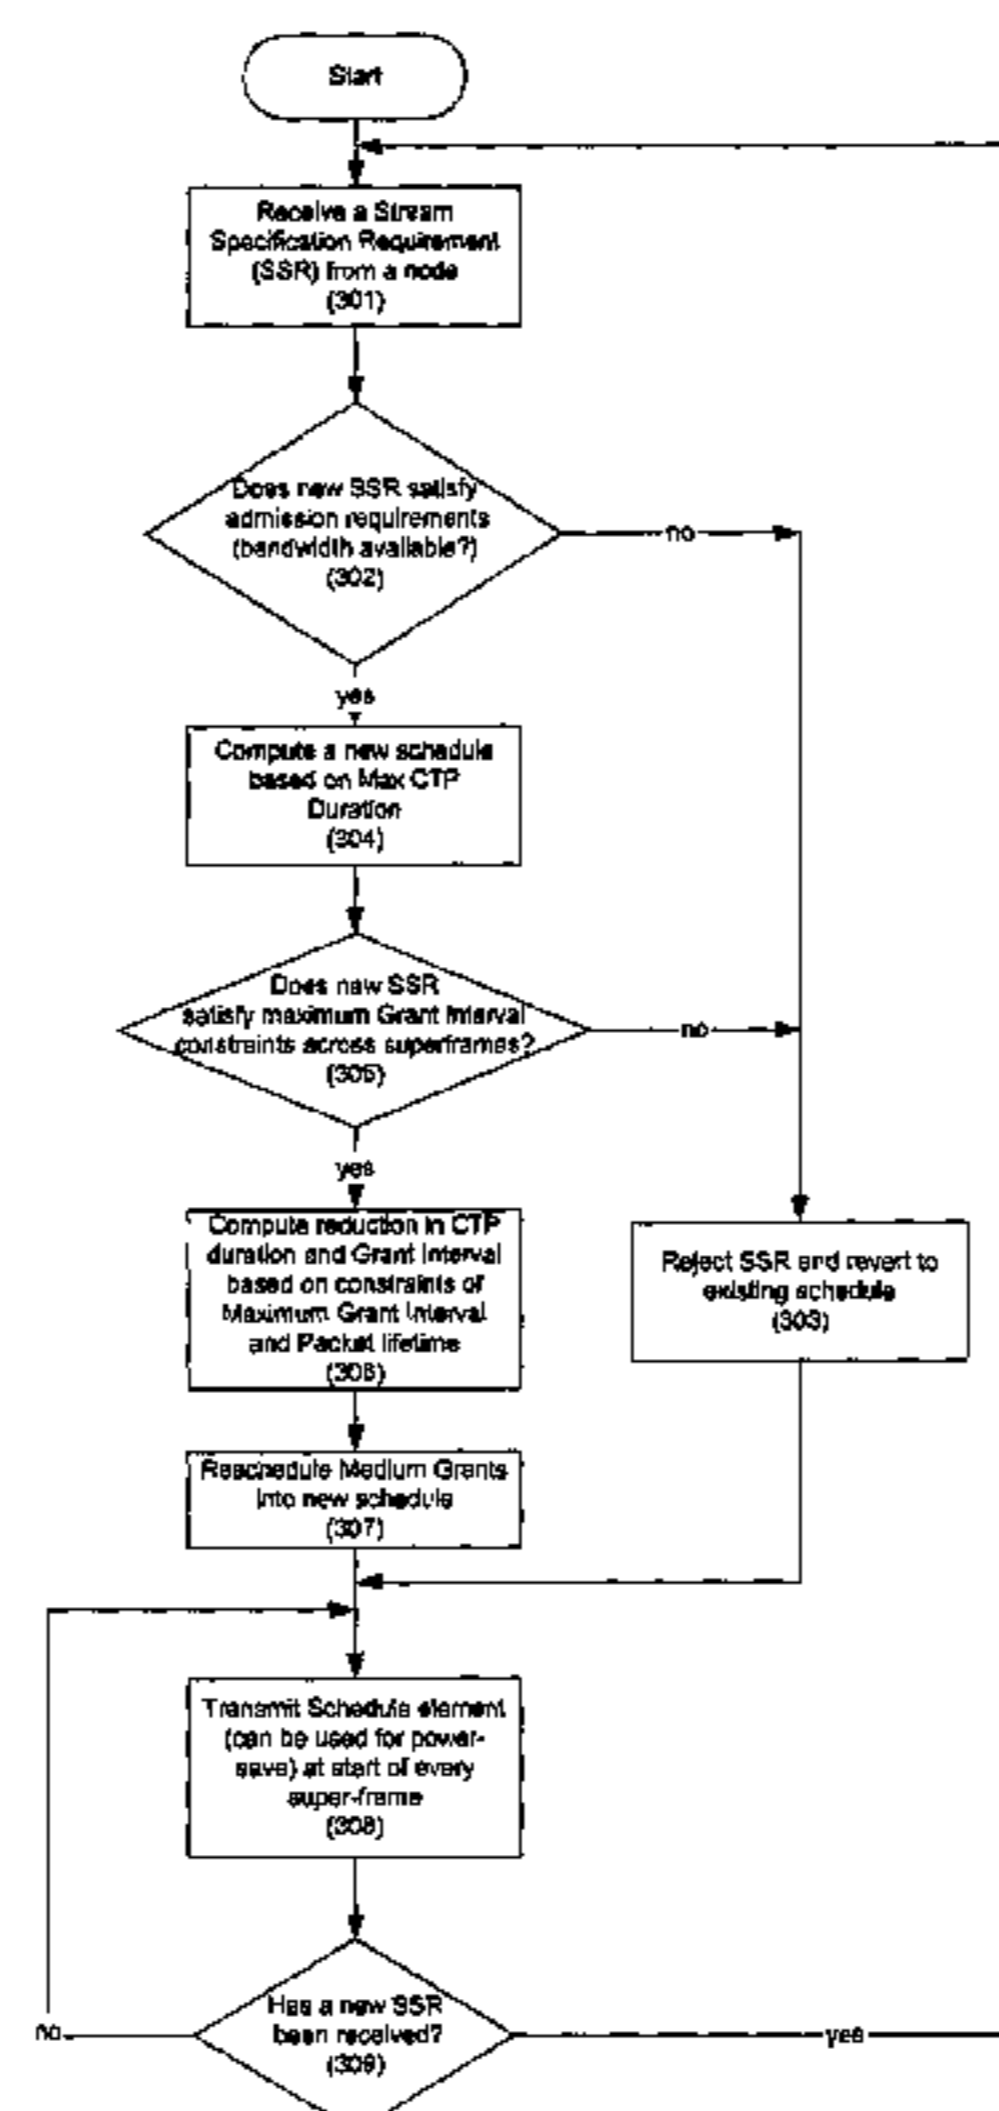 Start
Receive a Stream
Specification Requirement
(SSR) from a node
(301)
Does new SSR satisfy
admission requirements
(bandwidth available?)
(302)
no
yes
Compute a new schedule
based on Max CTP
Duration
(304)
Does new SSR
satisfy maximum Grant Interval
constraints across superframes?
(305)
no
yes
Compute reduction in CTP
duration and Grant Interval
based on constraints of
Maximum Grant Interval
and Packet lifetime
(306)
Reject SSR and revert to
existing schedule
(303)
Reschedule Medium Grants
into new schedule
(307)
Transmit Schedule element
(can be used for power-
save) at start of every
super-frame
(308)
Has a new SSR
been received?
(309)
no
yes